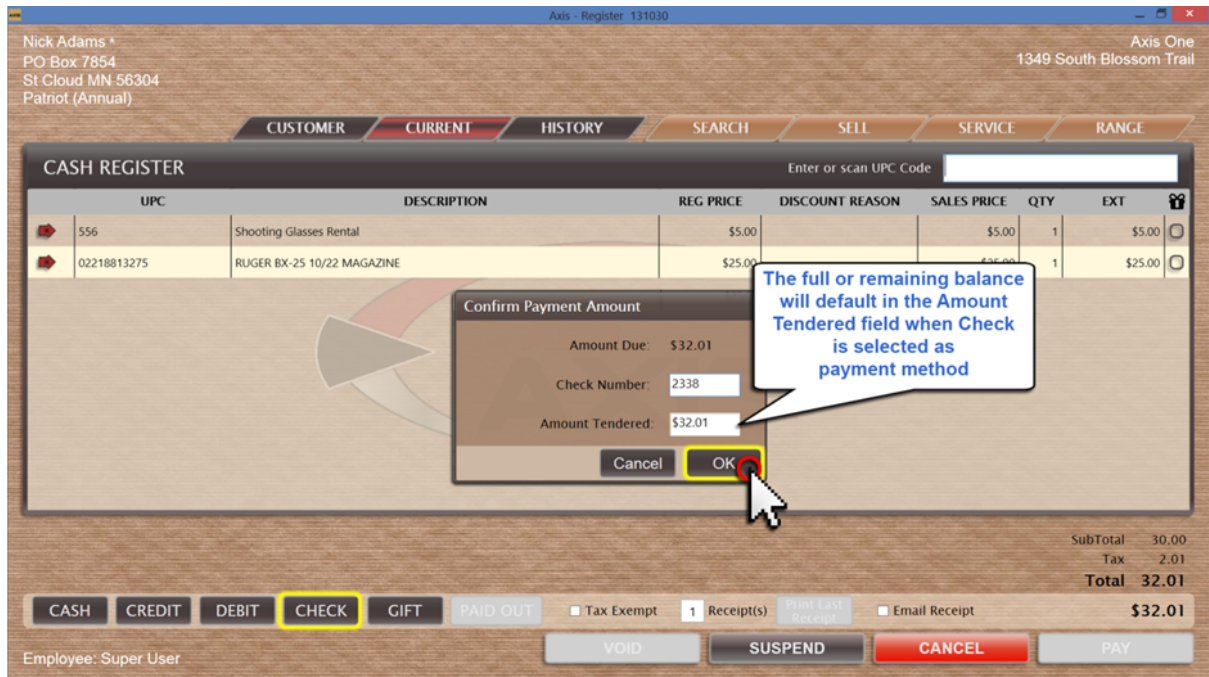 AXIS
Axis - Register 131030
Nick Adams *
PO Box 7854
St Cloud MN 56304
Patriot (Annual)
Axis One
1349 South Blossom Trail
CUSTOMER CURRENT HISTORY SEARCH SELL SERVICE RANGE
CASH REGISTER Enter or scan UPC Code
UPC DESCRIPTION REG PRICE DISCOUNT REASON SALES PRICE QTY EXT
556 Shooting Glasses Rental $5.00 $5.00 1 $5.00
02218813275 RUGER BX-25 10/22 MAGAZINE $25.00 $25.00 1 $25.00
The full or remaining balance
will default in the Amount
Tendered field when Check
is selected as
payment method
Confirm Payment Amount
Amount Due: $32.01
Check Number: 2338
Amount Tendered: $32.01
Cancel OK
SubTotal 30.00
Tax 2.01
Total 32.01
CASH CREDIT DEBIT CHECK GIFT PAID OUT Tax Exempt 1 Receipt(s) Print Last Receipt Email Receipt $32.01
VOID SUSPEND CANCEL PAY
Employee: Super User